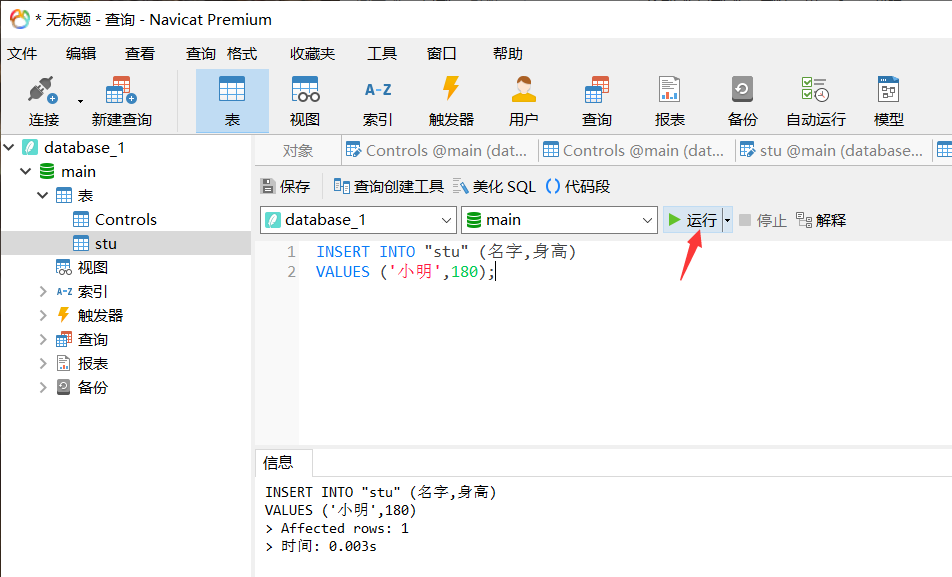 * 无标题 - 查询 - Navicat Premium
文件 编辑 查看 查询 格式 收藏夹 工具 窗口 帮助
连接 新建查询 表 视图 A-Z 索引 触发器 用户 查询 报表 备份 自动运行 模型
database_1
main
表
Controls
stu
视图
A-Z 索引
触发器
查询
报表
备份
对象 Controls @main (dat... Controls @main (dat... stu @main (database...
保存 查询创建工具 美化 SQL () 代码段
database_1 main 运行 停止 解释
1 INSERT INTO "stu" (名字,身高)
2 VALUES ('小明',180);
信息
INSERT INTO "stu" (名字,身高)
VALUES ('小明',180)
> Affected rows: 1
> 时间: 0.003s